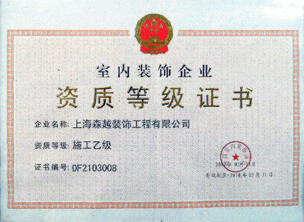 室内装饰企业
资质等级证书
企业名称:上海森越装饰工程有限公司
资质等级:施工乙级
证书编号:0F2103008